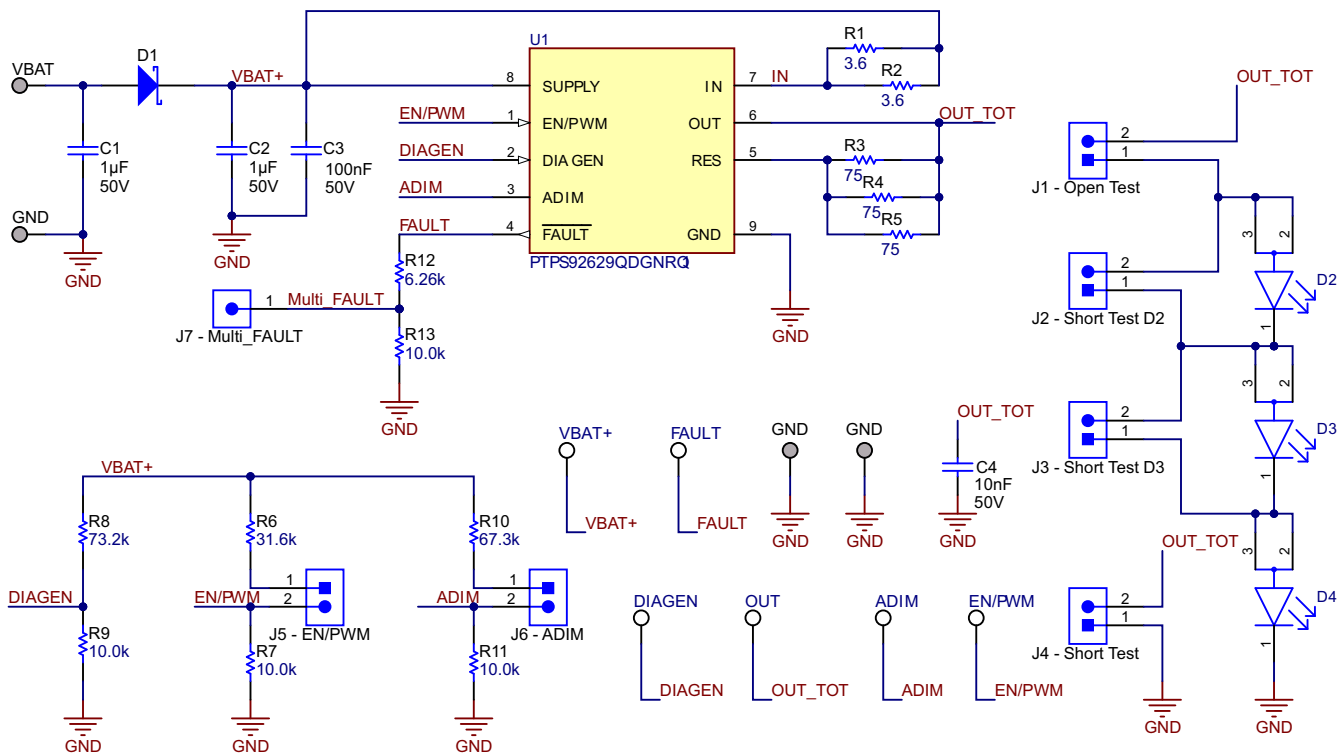 VBAT
D1
VBAT+
C1
1µF
50V
C2
1µF
50V
C3
100nF
50V
GND
GND
GND
U1
8 SUPPLY
1 EN/PWM
2 DIAGEN
3 ADIM
4 FAULT
IN 7
OUT 6
RES 5
GND 9
PTPS92629QDGNRQ1
EN/PWM
DIAGEN
ADIM
FAULT
IN
R1
3.6
R2
3.6
OUT_TOT
R3
75
R4
75
R5
75
GND
R12
6.26k
Multi_FAULT
1
J7 - Multi_FAULT
R13
10.0k
GND
OUT_TOT
2
1
J1 - Open Test
2
1
J2 - Short Test D2
3
2
D2
1
2
1
J3 - Short Test D3
3
2
D3
1
OUT_TOT
2
1
J4 - Short Test
GND
3
2
D4
1
GND
VBAT+
R8
73.2k
DIAGEN
R9
10.0k
GND
R6
31.6k
EN/PWM
1
2
J5 - EN/PWM
R7
10.0k
GND
R10
67.3k
ADIM
1
2
J6 - ADIM
R11
10.0k
GND
VBAT+
VBAT+
FAULT
FAULT
GND
GND
GND
GND
OUT_TOT
C4
10nF
50V
GND
DIAGEN
DIAGEN
OUT
OUT_TOT
ADIM
ADIM
EN/PWM
EN/PWM